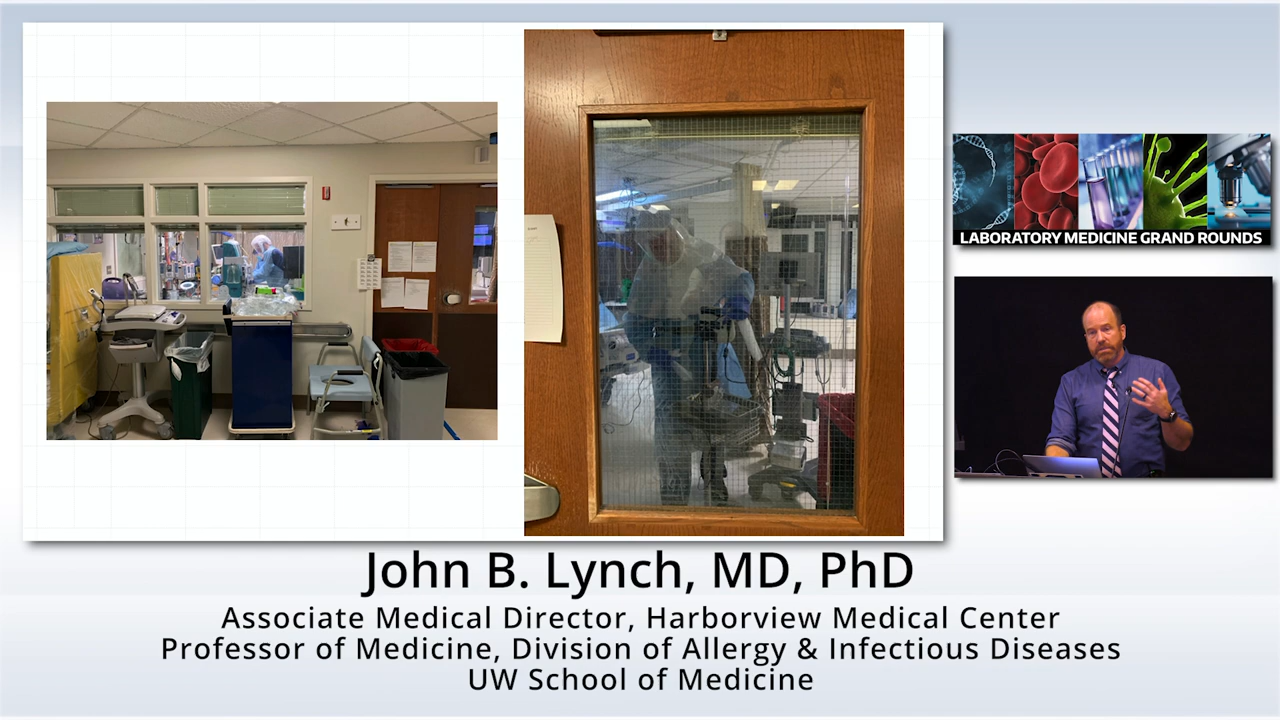 LABORATORY MEDICINE GRAND ROUNDS
John B. Lynch, MD, PhD
Associate Medical Director, Harborview Medical Center
Professor of Medicine, Division of Allergy & Infectious Diseases
UW School of Medicine